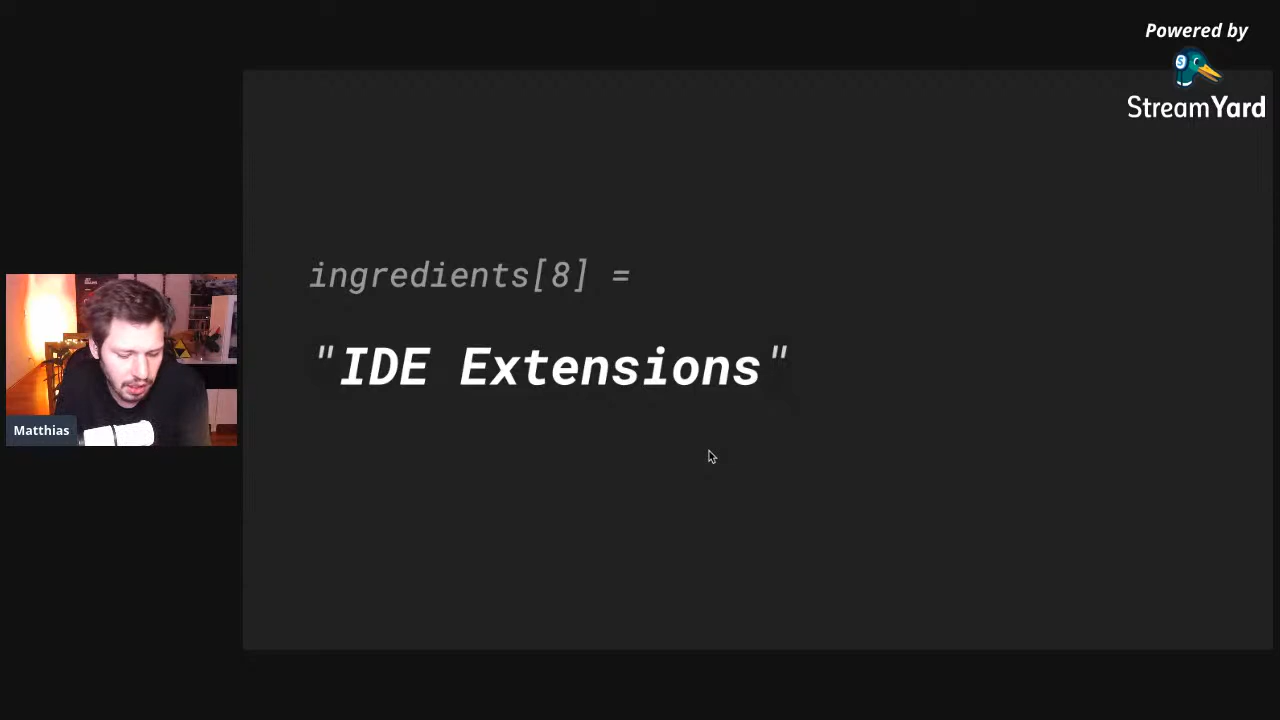 Powered by
StreamYard
ingredients[8] =
"IDE Extensions"
Matthias